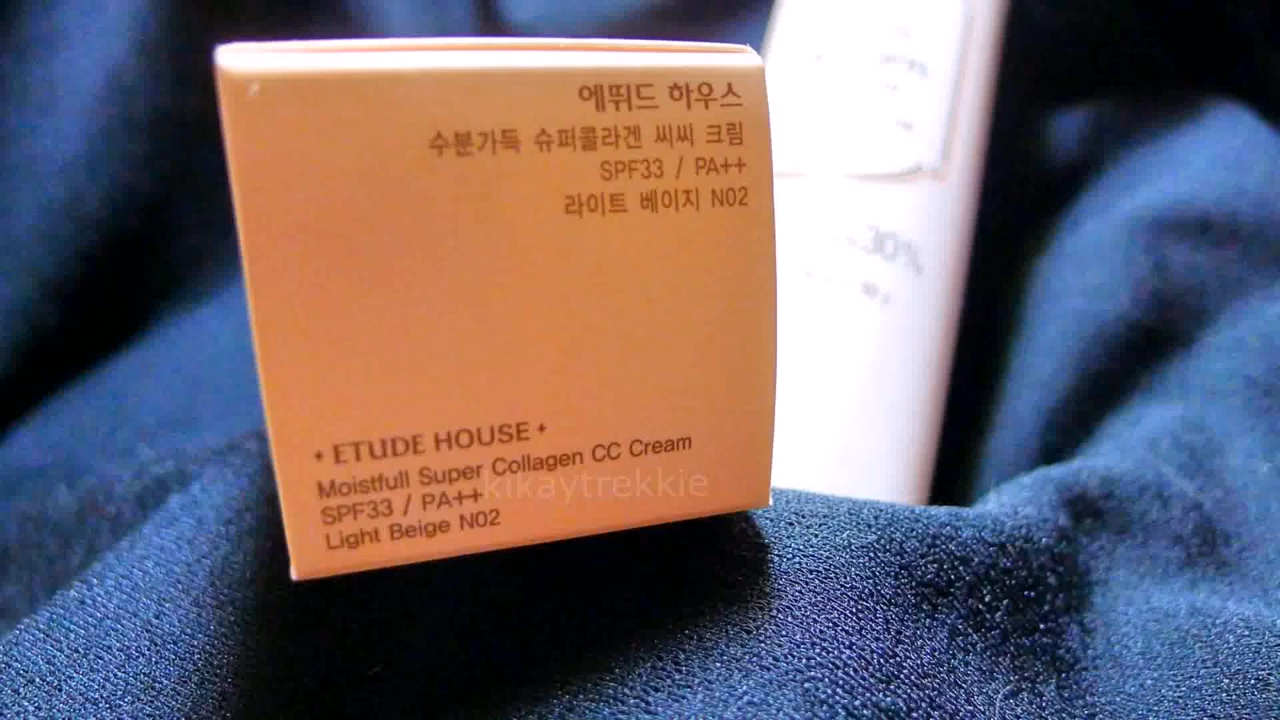 에뛰드 하우스
수분가득 슈퍼콜라겐 씨씨 크림
SPF33 / PA++
라이트 베이지 N02
ETUDE HOUSE
Moistfull Super Collagen CC Cream
SPF33 / PA++
Light Beige N02
kikaytrekkie
30%